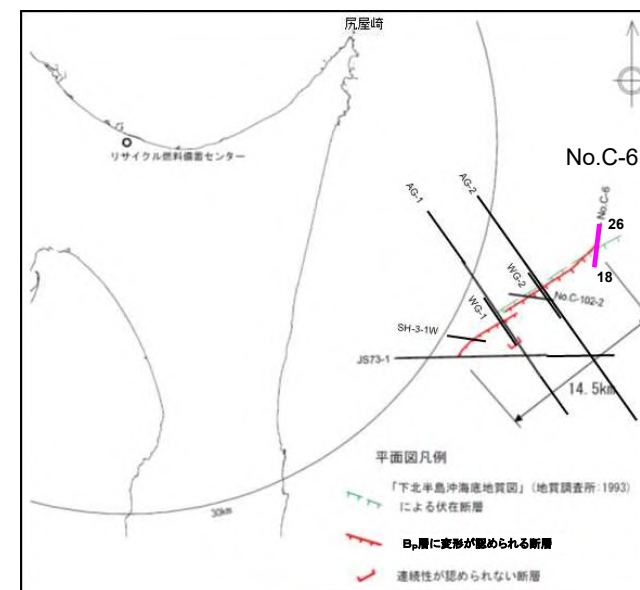 尻屋崎
リサイクル燃料備蓄センター
No.C-6
AG-1
AG-2
No.C-6
26
18
WG-2
No.C-102-2
WG-1
SH-3-1W
JS73-1
14.5km
30km
平面図凡例
「下北半島沖海底地質図」（地質調査所：1993）
による伏在断層
BP層に変形が認められる断層
連続性が認められない断層